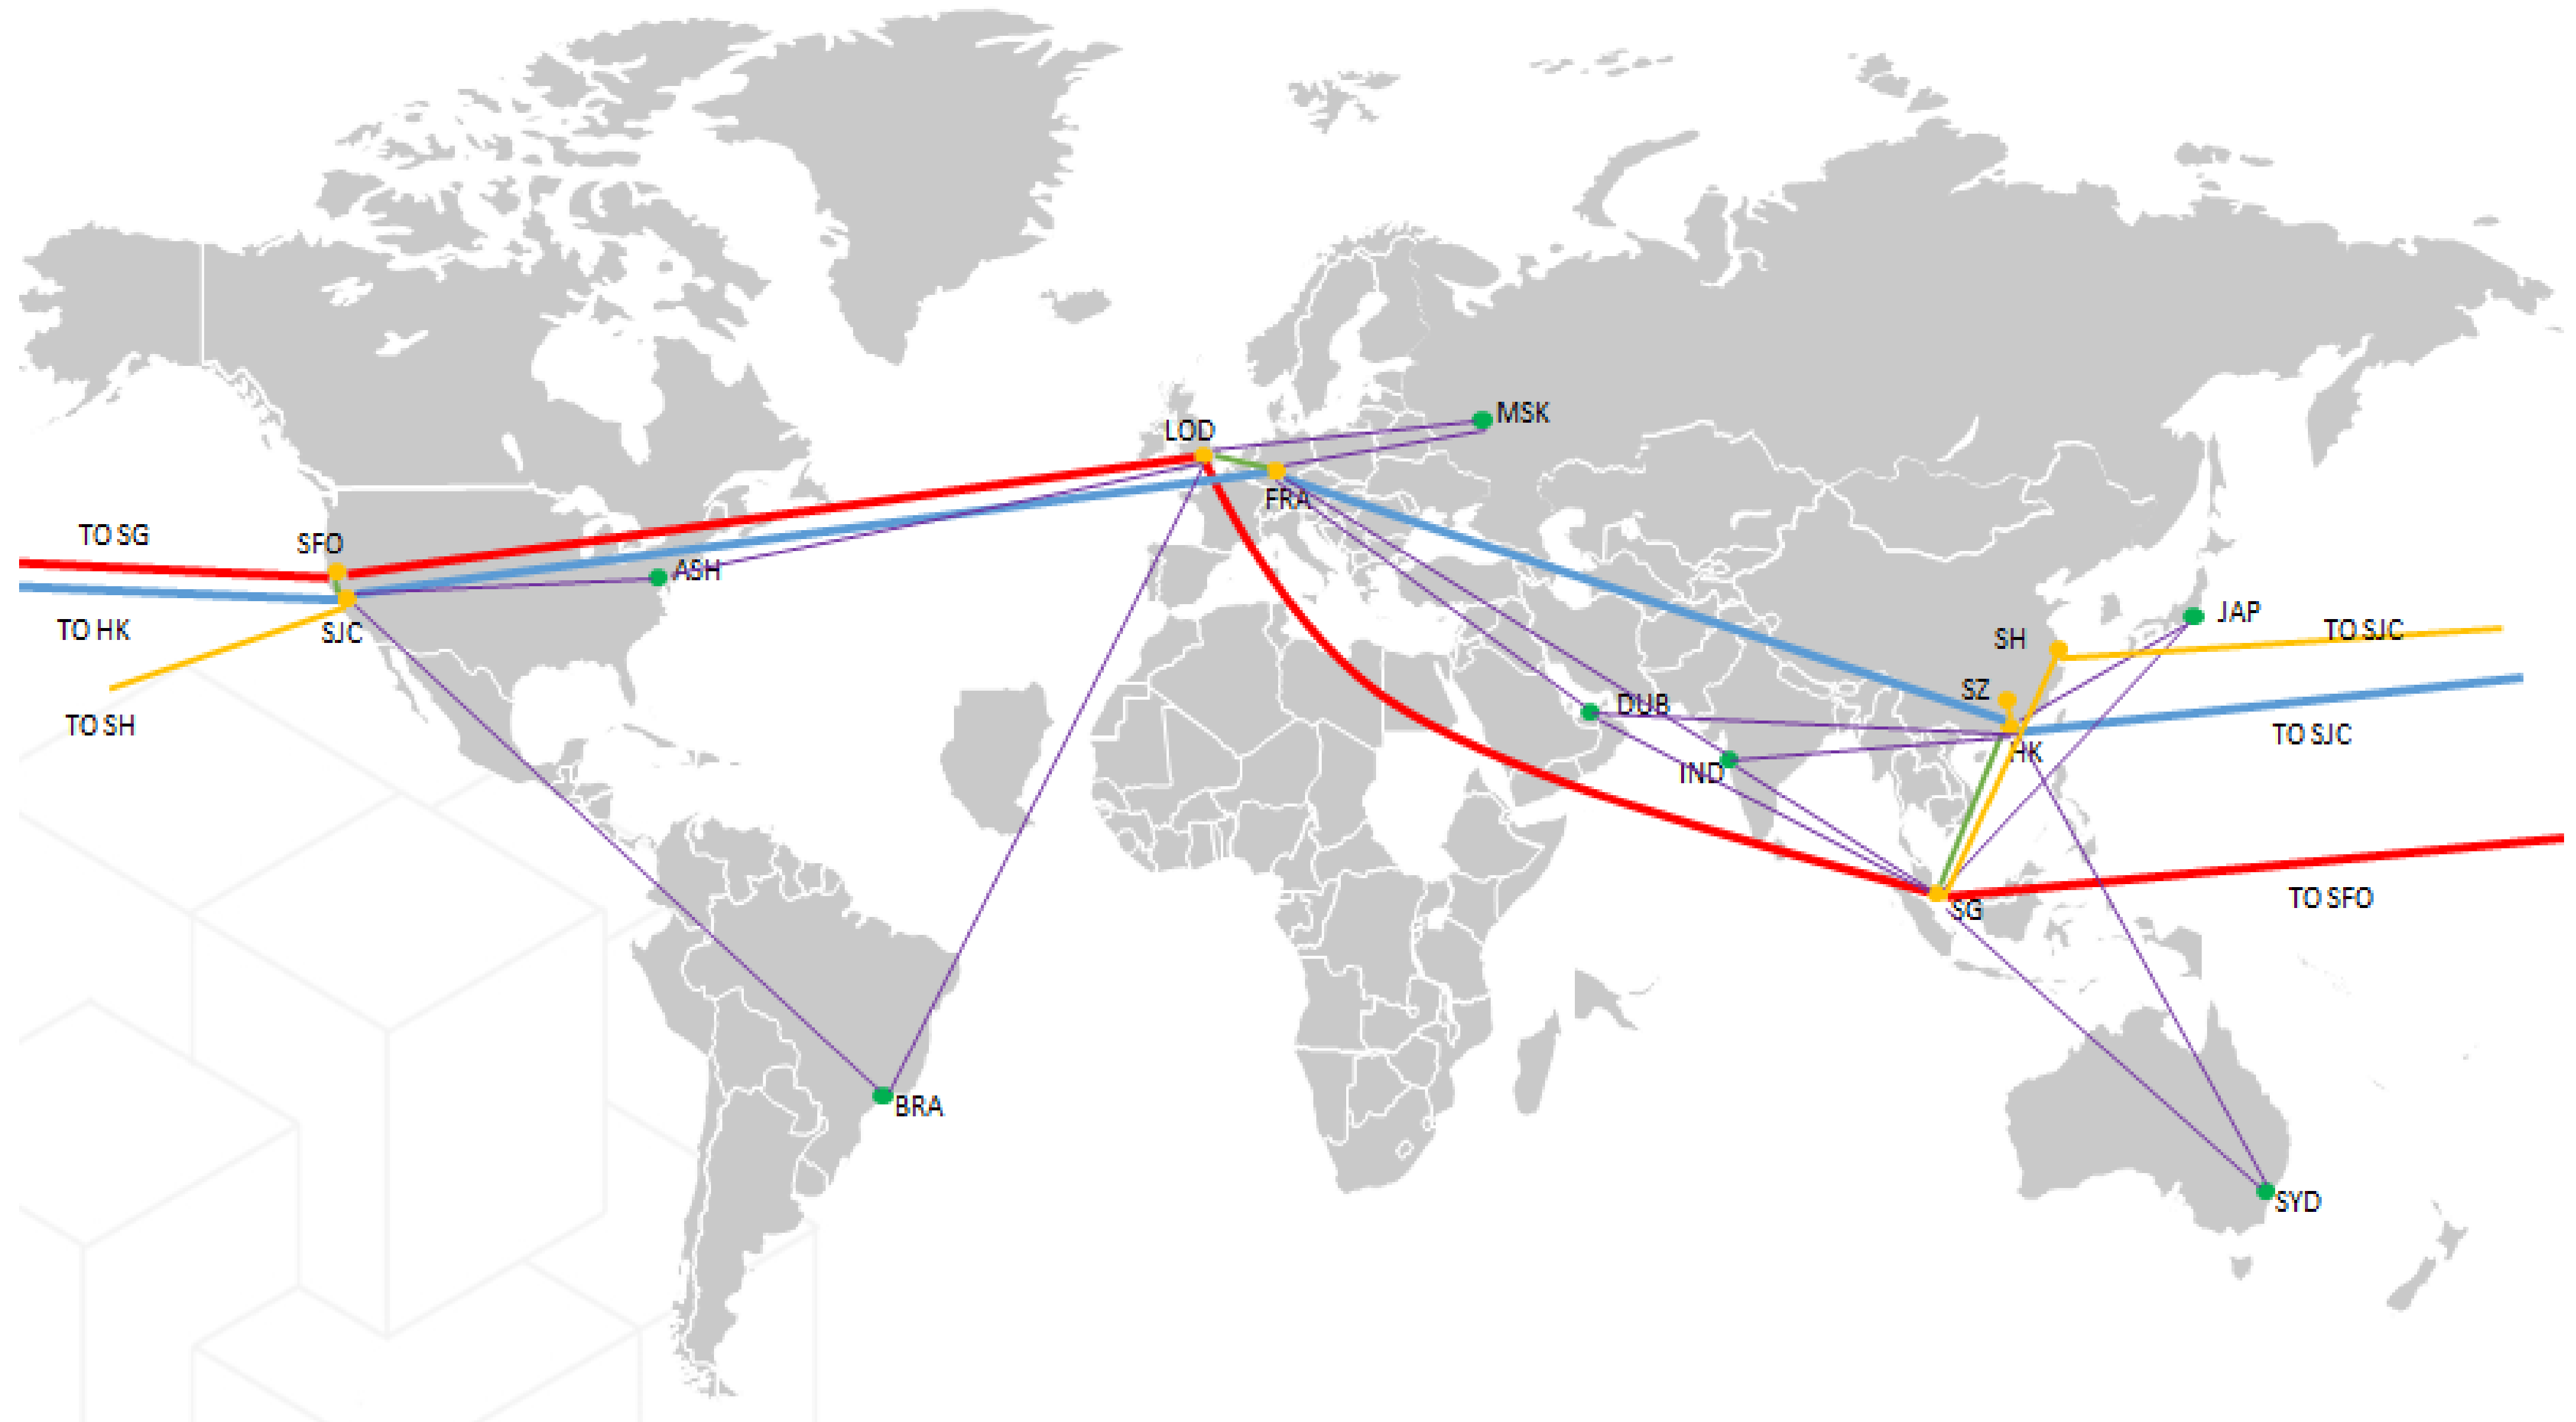 MSK
LOD
FRA
TO SG
SFO
ASH
TO HK
SJC
TO SH
JAP
SH
TO SJC
SZ
DUB
TO SJC
HK
IND
TO SFO
SG
BRA
SYD